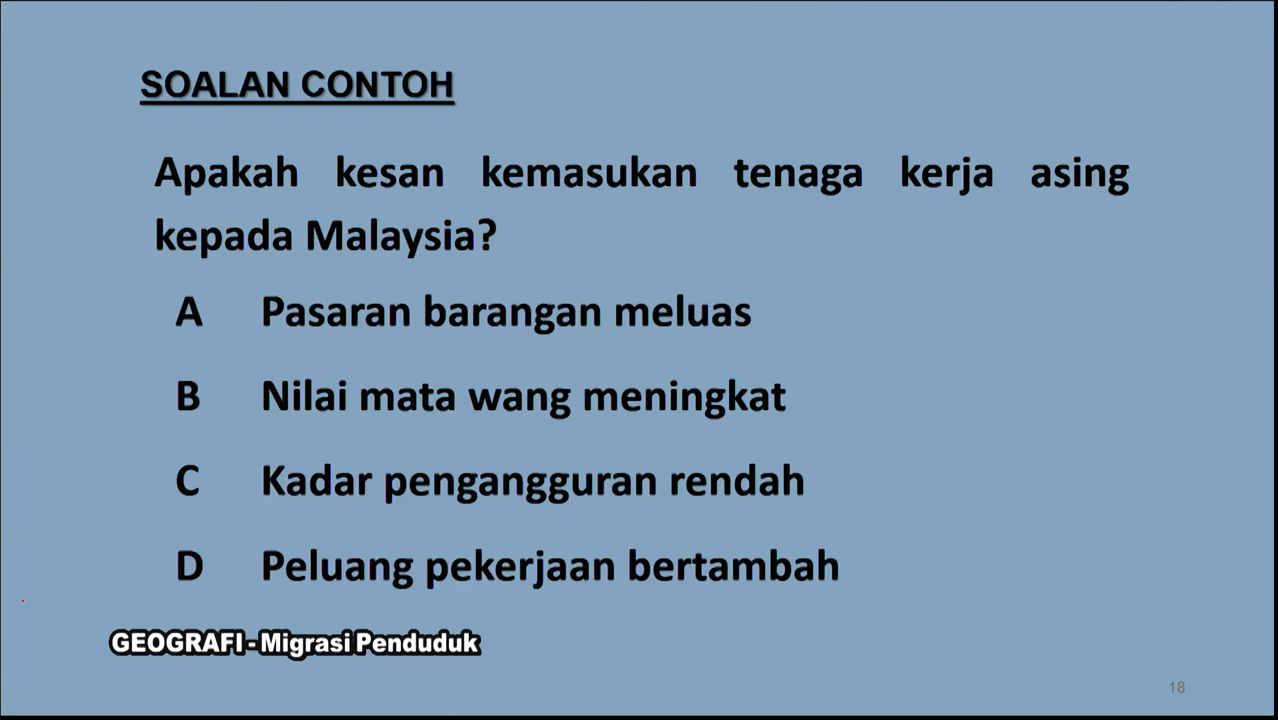 SOALAN CONTOH
Apakah kesan kemasukan tenaga kerja asing
kepada Malaysia?
A Pasaran barangan meluas
B Nilai mata wang meningkat
C Kadar pengangguran rendah
D Peluang pekerjaan bertambah
GEOGRAFI - Migrasi Penduduk
18